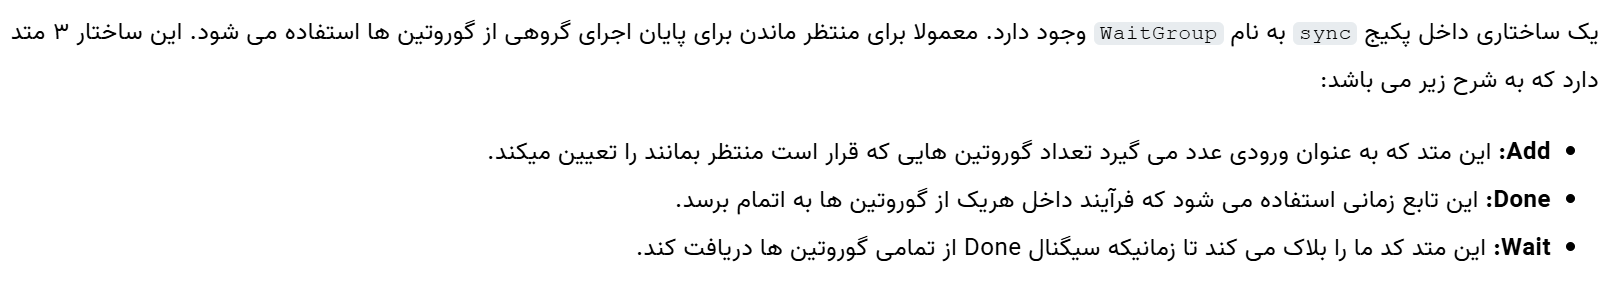 یک ساختاری داخل پکیج sync به نام WaitGroup وجود دارد. معمولا برای منتظر ماندن برای پایان اجرای گروهی از گوروتین ها استفاده می شود. این ساختار ۳ متد
دارد که به شرح زیر می باشد:
• Add: این متد که به عنوان ورودی عدد می گیرد تعداد گوروتین هایی که قرار است منتظر بمانند را تعیین میکند.
• Done: این تابع زمانی استفاده می شود که فرآیند داخل هریک از گوروتین ها به اتمام برسد.
• Wait: این متد کد ما را بلاک می کند تا زمانیکه سیگنال Done از تمامی گوروتین ها دریافت کند.